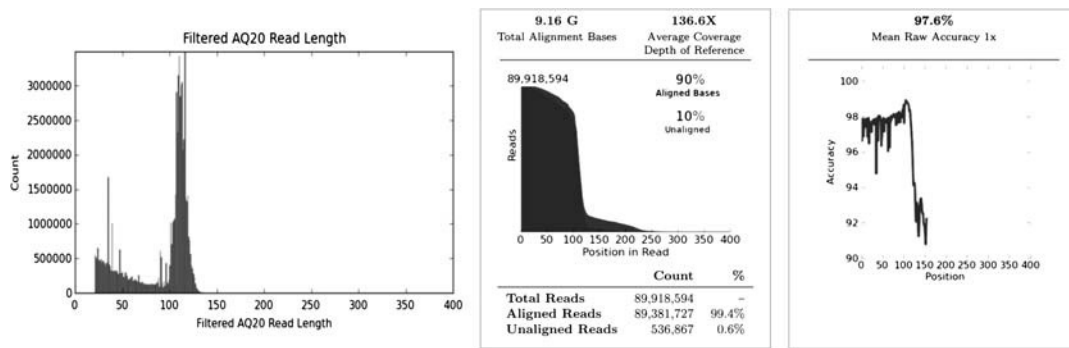 Filtered AQ20 Read Length
Count
3000000
2500000
2000000
1500000
1000000
500000
0
0 50 100 150 200 250 300 350 400
Filtered AQ20 Read Length
9.16 G 136.6X
Total Alignment Bases Average Coverage
Depth of Reference
89,918,594
90%
Aligned Bases
10%
Unaligned
Reads
0 50 100 150 200 250 300 350 400
Position in Read
Count %
Total Reads 89,918,594 –
Aligned Reads 89,381,727 99.4%
Unaligned Reads 536,867 0.6%
97.6%
Mean Raw Accuracy 1x
Accuracy
100
98
96
94
92
90
0 50 100 150 200 250 300 350 400
Position